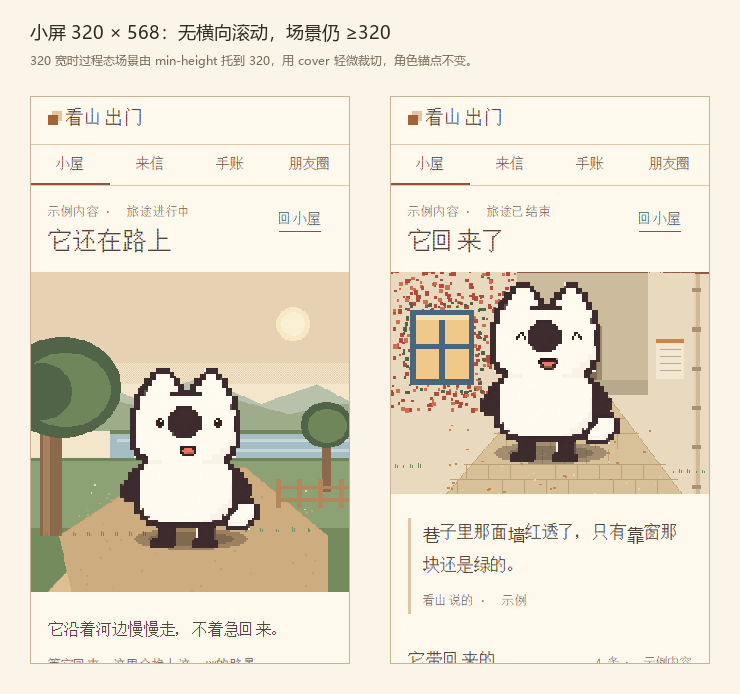 小屏 320 × 568：无横向滚动，场景仍 ≥320
320 宽时过程态场景由 min-height 托到 320，用 cover 轻微裁切，角色锚点不变。
看山出门
小屋 来信 手账 朋友圈
示例内容 · 旅途进行中
回小屋
它还在路上
它沿着河边慢慢走，不着急回来。
看山出门
小屋 来信 手账 朋友圈
示例内容 · 旅途已结束
回小屋
它回来了
巷子里那面墙红透了，只有靠窗那
块还是绿的。
看山说的 · 示例
它带回来的
4 条 · 示例内容